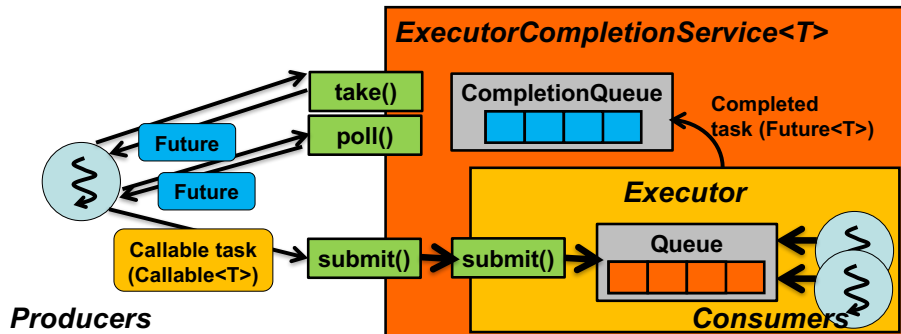 ExecutorCompletionService<T>
take()
CompletionQueue
Completed
task (Future<T>)
Future
poll()
Future
Executor
Callable task
(Callable<T>)
submit()
submit()
Queue
Producers
Consumers